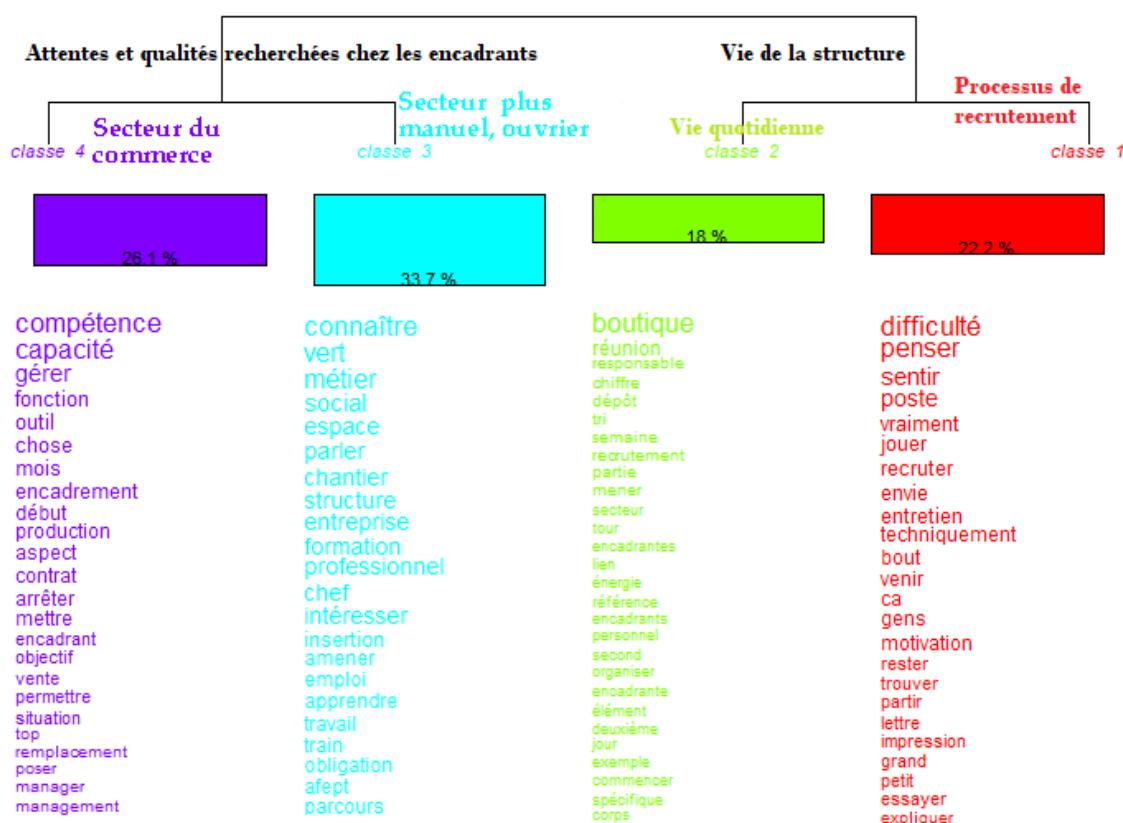 Attentes et qualités recherchées chez les encadrants
Vie de la structure
Secteur du
commerce
classe 4
Secteur plus
manuel, ouvrier
classe 3
Vie quotidienne
classe 2
Processus de
recrutement
classe 1
26.1 %
33.7 %
18 %
22.2 %
compétence
capacité
gérer
fonction
outil
chose
mois
encadrement
début
production
aspect
contrat
arrêter
mettre
encadrant
objectif
vente
permettre
situation
top
remplacement
poser
manager
management
connaître
vert
métier
social
espace
parler
chantier
structure
entreprise
formation
professionnel
chef
intéresser
insertion
amener
emploi
apprendre
travail
train
obligation
afept
parcours
boutique
réunion
responsable
chiffre
dépôt
tri
semaine
recrutement
partie
mener
secteur
tour
encadrantes
lien
énergie
référence
encadrants
personnel
second
organiser
encadrante
élément
deuxième
jour
exemple
commencer
spécifique
corps
difficulté
penser
sentir
poste
vraiment
jouer
recruter
envie
entretien
techniquement
bout
venir
ca
gens
motivation
rester
trouver
partir
lettre
impression
grand
petit
essayer
expliquer